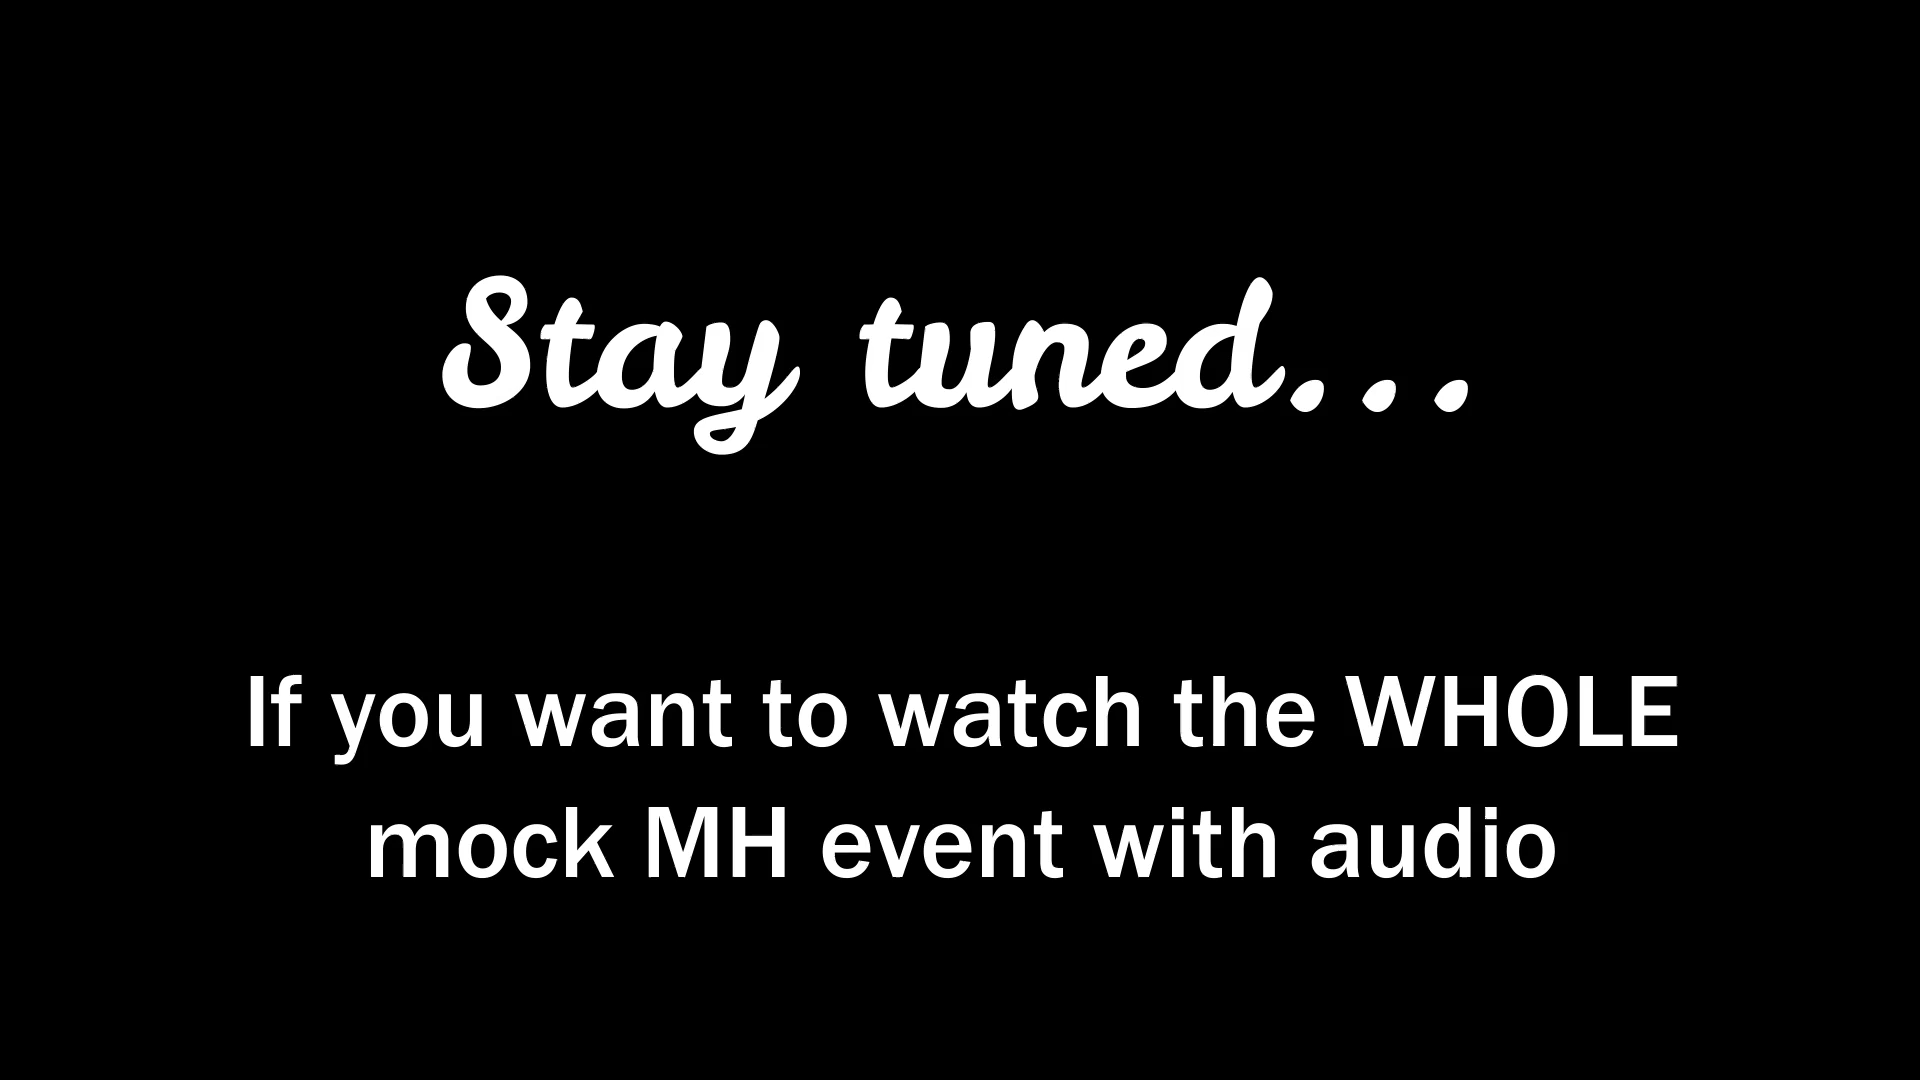 Stay tuned...
If you want to watch the WHOLE
mock MH event with audio